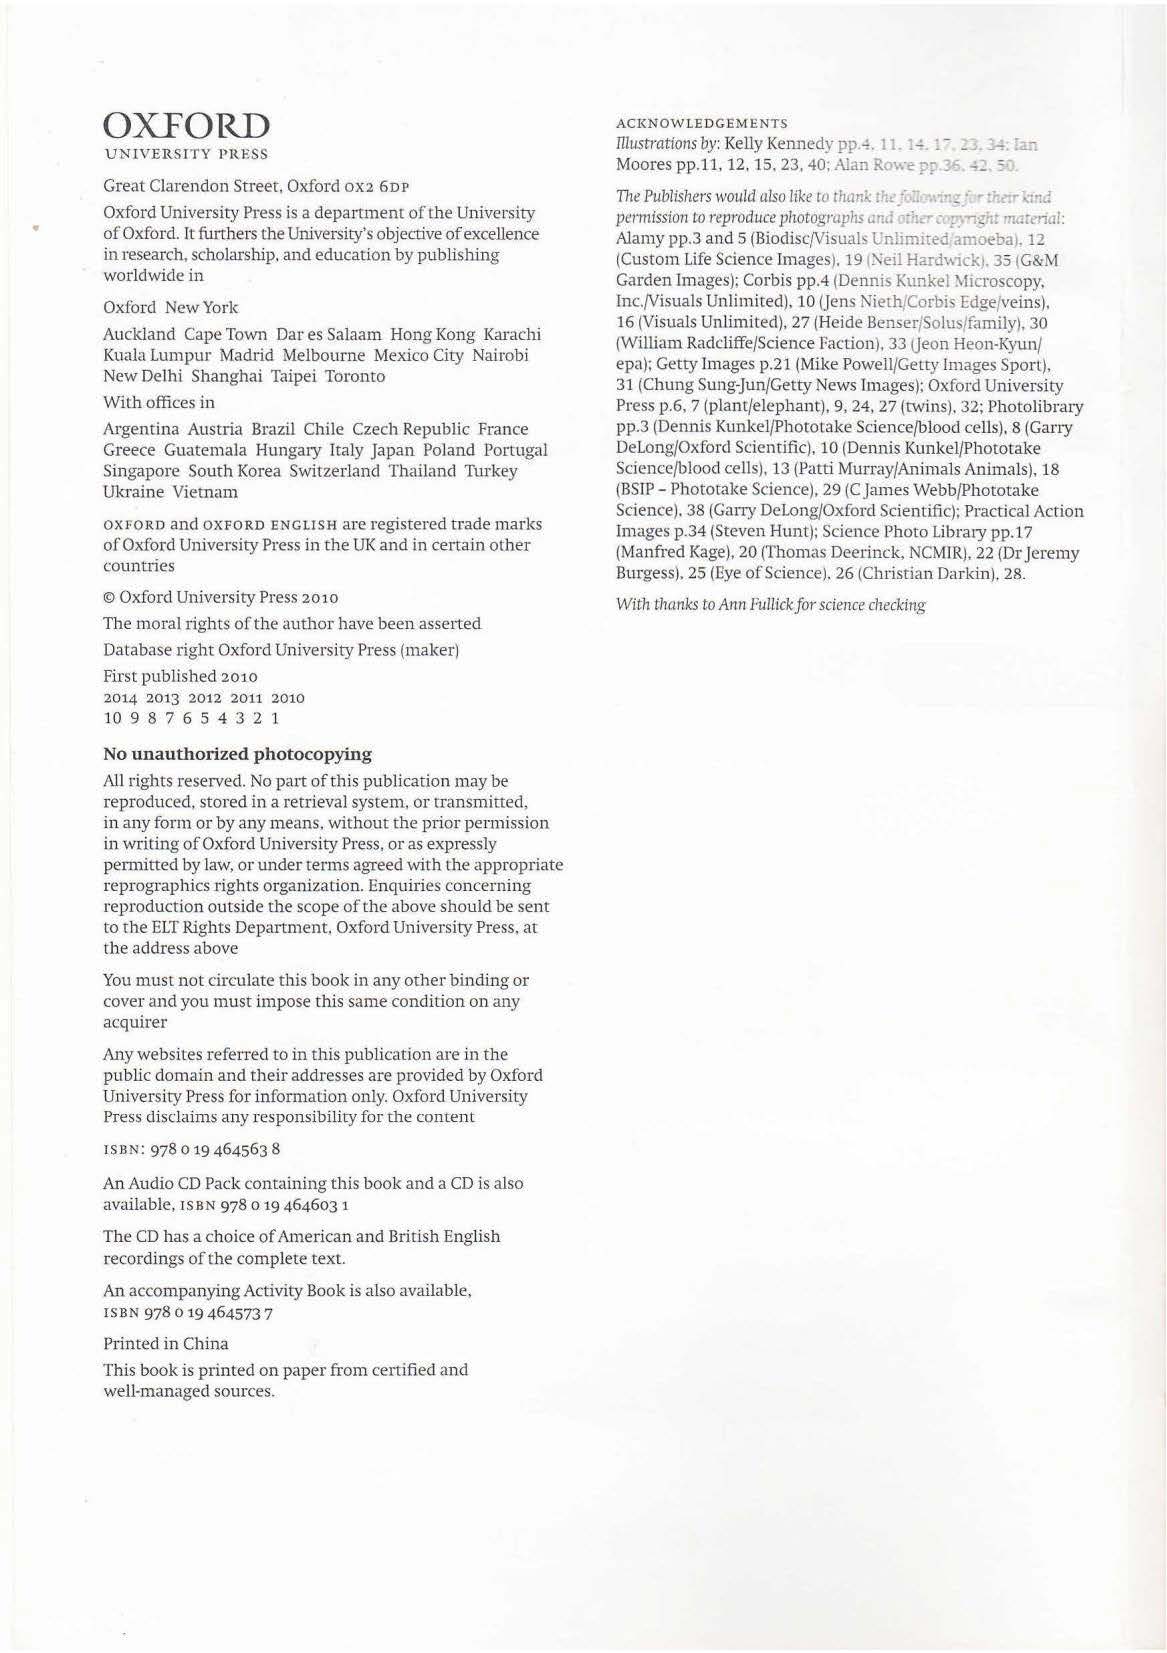 OXFORD
UNIVERSITY PRESS
Great Clarendon Street, Oxford OX2 6DP
Oxford University Press is a department of the University
of Oxford. It furthers the University's objective of excellence
in research, scholarship, and education by publishing
worldwide in
Oxford New York
Auckland Cape Town Dar es Salaam Hong Kong Karachi
Kuala Lumpur Madrid Melbourne Mexico City Nairobi
New Delhi Shanghai Taipei Toronto
With offices in
Argentina Austria Brazil Chile Czech Republic France
Greece Guatemala Hungary Italy Japan Poland Portugal
Singapore South Korea Switzerland Thailand Turkey
Ukraine Vietnam
OXFORD and OXFORD ENGLISH are registered trade marks
of Oxford University Press in the UK and in certain other
countries
© Oxford University Press 2010
The moral rights of the author have been asserted
Database right Oxford University Press (maker)
First published 2010
2014 2013 2012 2011 2010
10 9 8 7 6 5 4 3 2 1
No unauthorized photocopying
All rights reserved. No part of this publication may be
reproduced, stored in a retrieval system, or transmitted,
in any form or by any means, without the prior permission
in writing of Oxford University Press, or as expressly
permitted by law, or under terms agreed with the appropriate
reprographics rights organization. Enquiries concerning
reproduction outside the scope of the above should be sent
to the ELT Rights Department, Oxford University Press, at
the address above
You must not circulate this book in any other binding or
cover and you must impose this same condition on any
acquirer
Any websites referred to in this publication are in the
public domain and their addresses are provided by Oxford
University Press for information only. Oxford University
Press disclaims any responsibility for the content
ISBN: 978 0 19 464563 8
An Audio CD Pack containing this book and a CD is also
available, ISBN 978 0 19 464603 1
The CD has a choice of American and British English
recordings of the complete text.
An accompanying Activity Book is also available,
ISBN 978 0 19 464573 7
Printed in China
This book is printed on paper from certified and
well-managed sources.
ACKNOWLEDGEMENTS
Illustrations by: Kelly Kennedy pp.4, 11, 14, 17, 23, 34; Ian
Moores pp.11, 12, 15, 23, 40; Alan Rowe pp.36, 42, 50.
The Publishers would also like to thank the following for their kind
permission to reproduce photographs and other copyright material:
Alamy pp.3 and 5 (Biodisc/Visuals Unlimited/amoeba), 12
(Custom Life Science Images), 19 (Neil Hardwick), 35 (G&M
Garden Images); Corbis pp.4 (Dennis Kunkel Microscopy,
Inc./Visuals Unlimited), 10 (Jens Nieth/Corbis Edge/veins),
16 (Visuals Unlimited), 27 (Heide Benser/Solus/family), 30
(William Radcliffe/Science Faction), 33 (Jeon Heon-Kyun/
epa); Getty Images p.21 (Mike Powell/Getty Images Sport),
31 (Chung Sung-Jun/Getty News Images); Oxford University
Press p.6, 7 (plant/elephant), 9, 24, 27 (twins), 32; Photolibrary
pp.3 (Dennis Kunkel/Phototake Science/blood cells), 8 (Garry
DeLong/Oxford Scientific), 10 (Dennis Kunkel/Phototake
Science/blood cells), 13 (Patti Murray/Animals Animals), 18
(BSIP – Phototake Science), 29 (C James Webb/Phototake
Science), 38 (Garry DeLong/Oxford Scientific); Practical Action
Images p.34 (Steven Hunt); Science Photo Library pp.17
(Manfred Kage), 20 (Thomas Deerinck, NCMIR), 22 (Dr Jeremy
Burgess), 25 (Eye of Science), 26 (Christian Darkin), 28.
With thanks to Ann Fullick for science checking